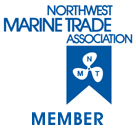 NORTHWEST
MARINE TRADE
ASSOCIATION
N
M T
MEMBER